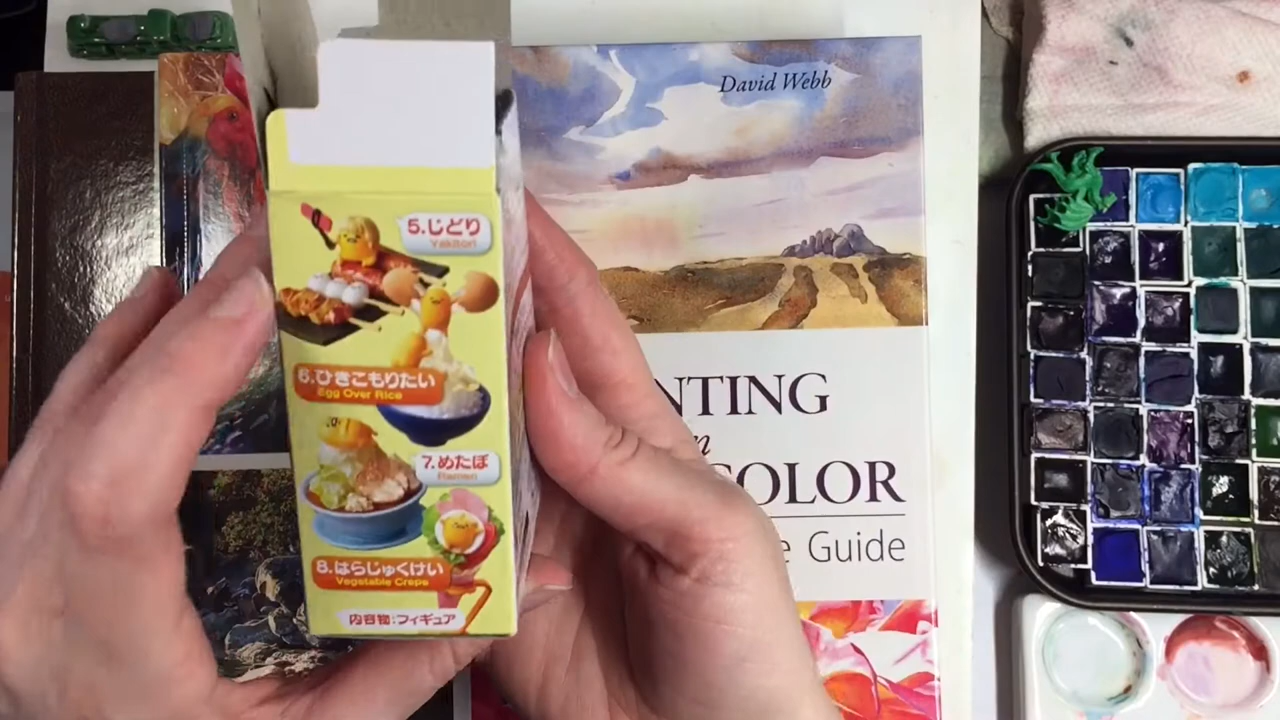 David Webb
5.じどり
Yakitori
6.ひきこもりたい
Egg Over Rice
7.めたぼ
Ramen
8.はらじゅくけい
Vegetable Crepe
内容物:フィギュア
NTING
n
OLOR
e Guide